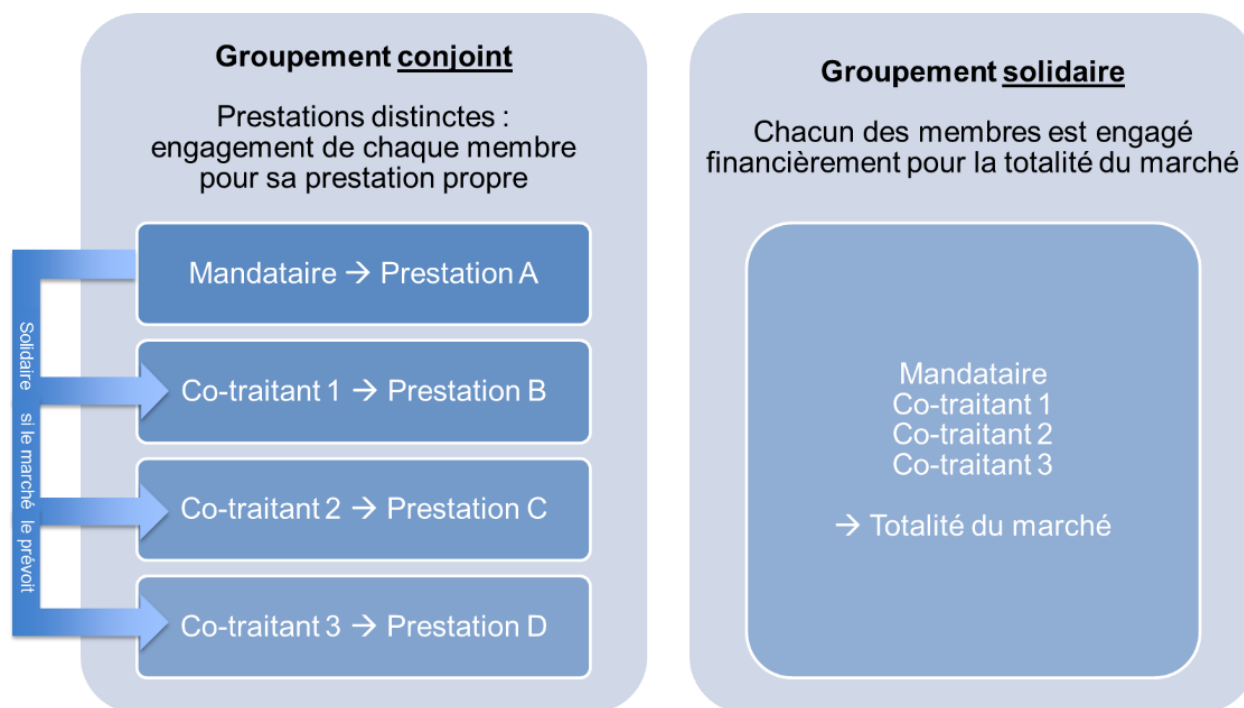 Groupement conjoint
Prestations distinctes :
engagement de chaque membre
pour sa prestation propre
Mandataire → Prestation A
Co-traitant 1 → Prestation B
Co-traitant 2 → Prestation C
Co-traitant 3 → Prestation D
Solidaire si le marché le prévoit
Groupement solidaire
Chacun des membres est engagé
financièrement pour la totalité du marché
Mandataire
Co-traitant 1
Co-traitant 2
Co-traitant 3
→ Totalité du marché